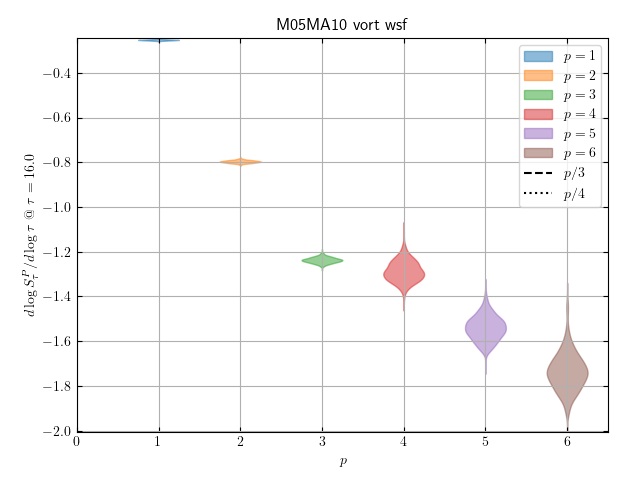 M05MA10 vort wsf
d log S_τ^P / d log τ @ τ = 16.0
−0.4
−0.6
−0.8
−1.0
−1.2
−1.4
−1.6
−1.8
−2.0
0 1 2 3 4 5 6
p
p = 1
p = 2
p = 3
p = 4
p = 5
p = 6
p/3
p/4